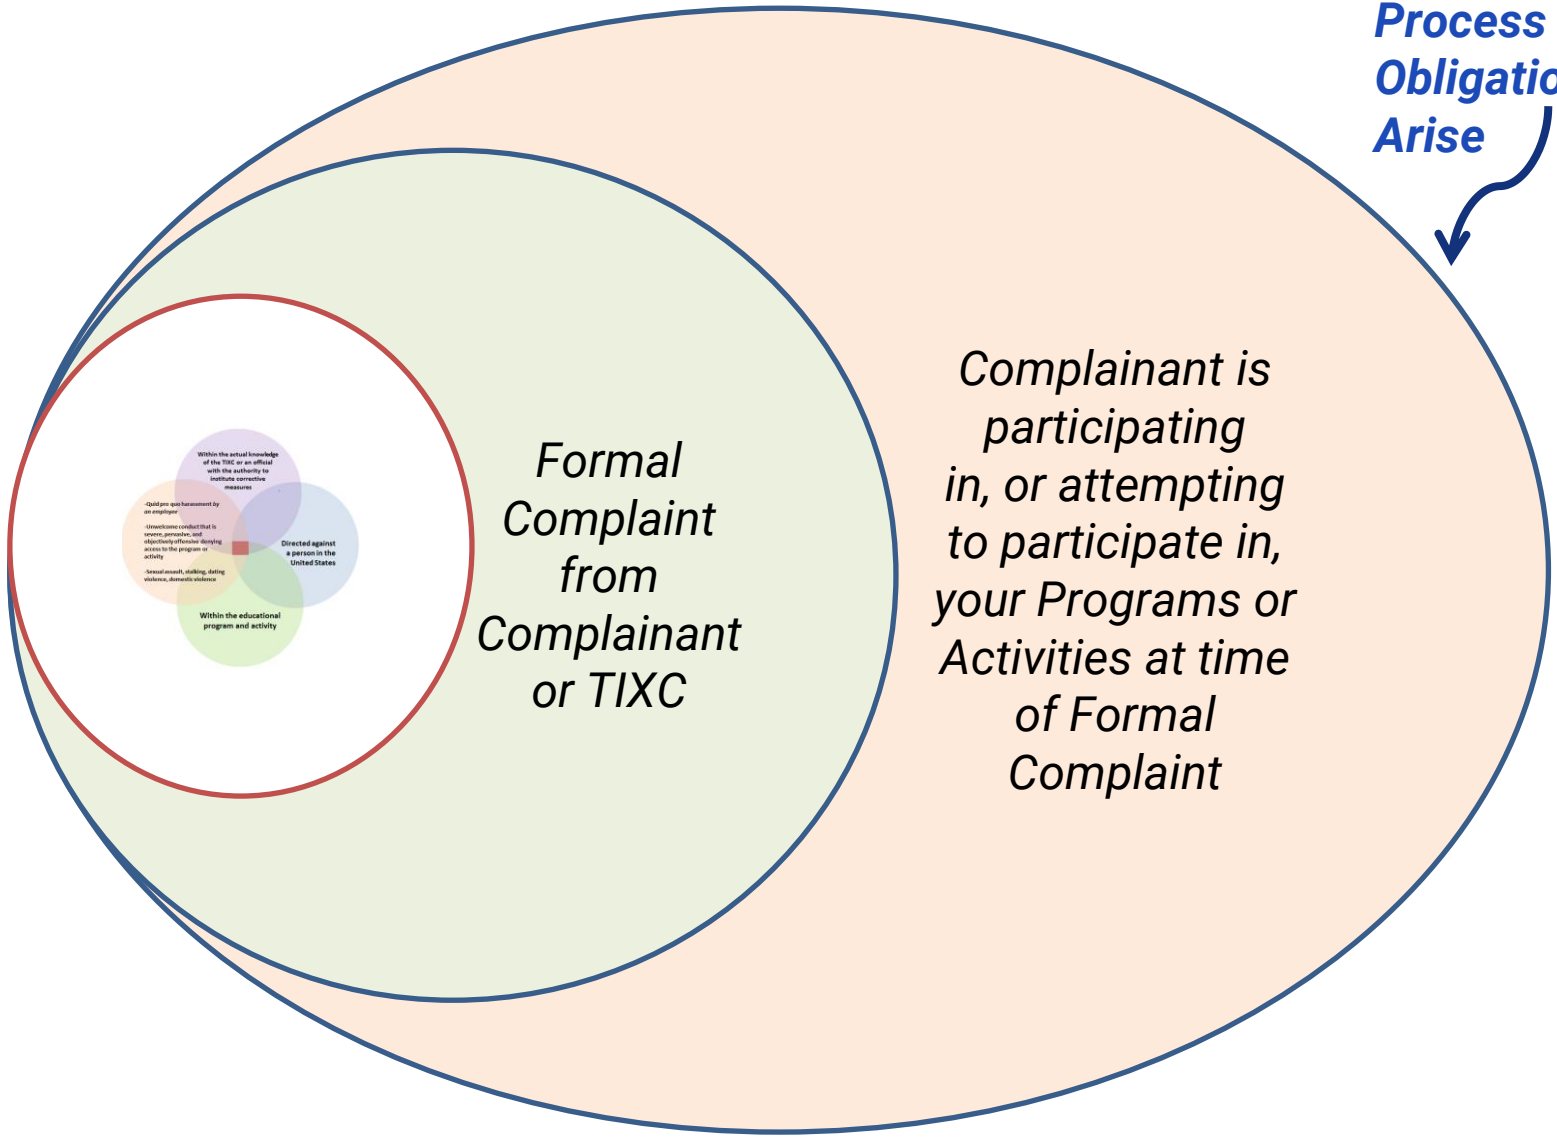 Process
Obligatio
Arise
Complainant is
participating
in, or attempting
to participate in,
your Programs or
Activities at time
of Formal
Complaint
Formal
Complaint
from
Complainant
or TIXC
Within the actual knowledge
of the TIXC or an official
with the authority to
institute corrective
measures
-Quid pro quo harassment by
an employee
-Unwelcome conduct that is
severe, pervasive, and
objectively offensive denying
access to the program or
activity
-Sexual assault, stalking, dating
violence, domestic violence
Directed against
a person in the
United States
Within the educational
program and activity